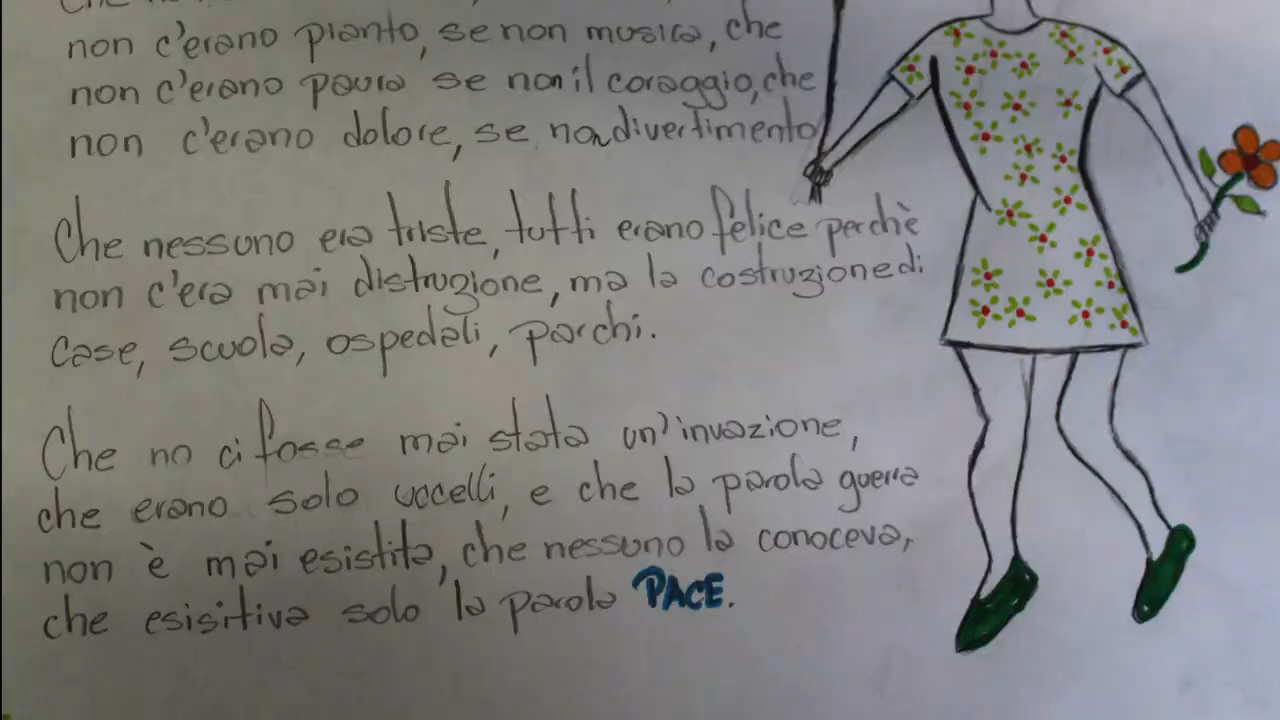 non c'erano pianto, se non musica, che
non c'erano paura se non il coraggio, che
non c'erano dolore, se non divertimento
Che nessuno era triste, tutti erano felice perchè
non c'era mai distruzione, ma la costruzione di
case, scuola, ospedali, parchi.
Che no ci fosse mai stata un'invazione,
che erano solo uccelli, e che la parola guerra
non è mai esistita, che nessuno la conoceva,
che esisitiva solo la parola PACE.